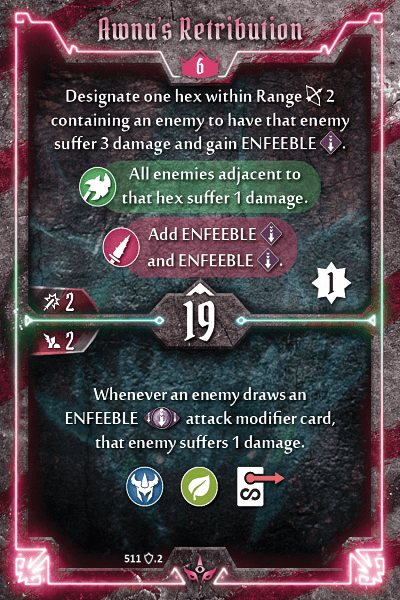 Awnu's Retribution
6
Designate one hex within Range 2
containing an enemy to have that enemy
suffer 3 damage and gain ENFEEBLE .
All enemies adjacent to
that hex suffer 1 damage.
Add ENFEEBLE
and ENFEEBLE .
1
2
19
2
Whenever an enemy draws an
ENFEEBLE attack modifier card,
that enemy suffers 1 damage.
511 .2